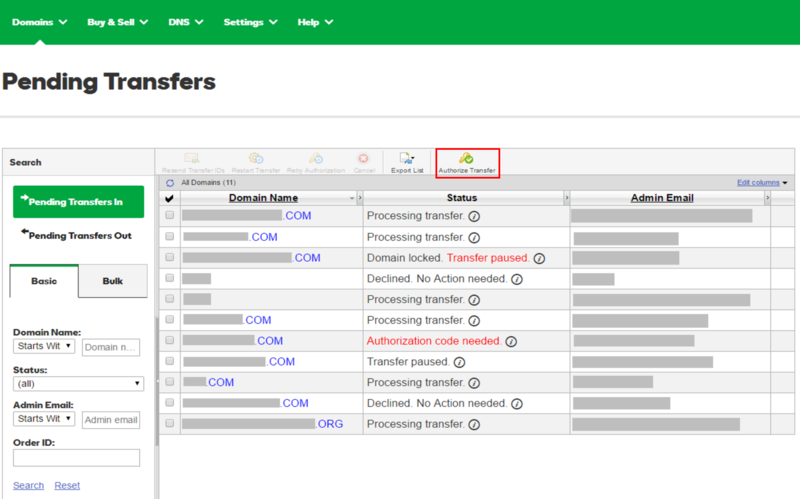 Domains Buy & Sell DNS Settings Help
Pending Transfers
Search
Resend Transfer IDs Restart Transfer Retry Authorization Cancel Export List Authorize Transfer
All Domains (11) Edit columns
Pending Transfers In
Pending Transfers Out
Basic Bulk
Domain Name:
Starts Wit Domain n...
Status:
(all)
Admin Email:
Starts Wit Admin email
Order ID:
Search Reset
Domain Name Status Admin Email
.COM Processing transfer. i
.COM Processing transfer. i
.COM Domain locked. Transfer paused. i
Declined. No Action needed. i
Processing transfer. i
.COM Processing transfer. i
.COM Authorization code needed. i
.COM Transfer paused. i
.COM Processing transfer. i
.COM Declined. No Action needed. i
.ORG Processing transfer. i